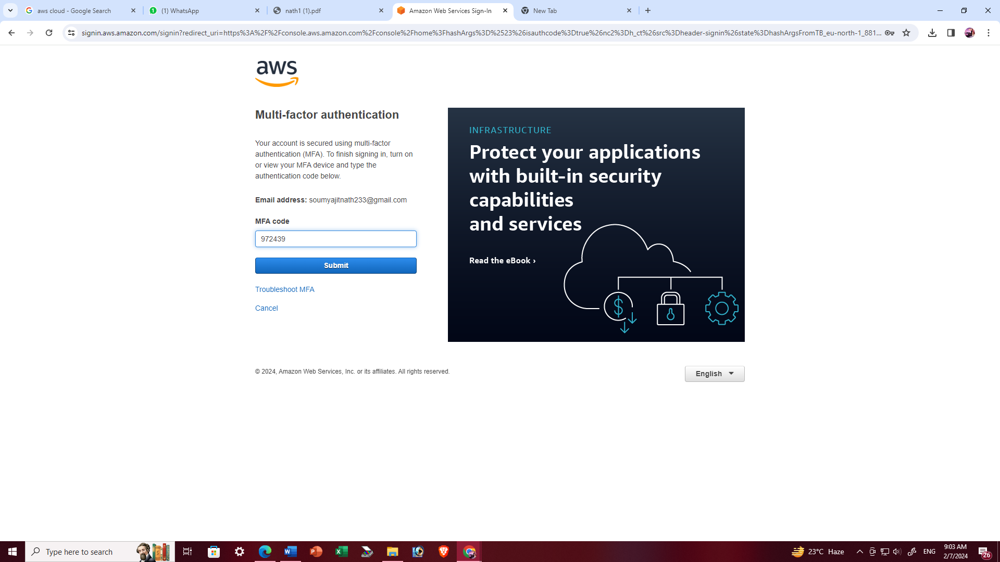 aws cloud - Google Search
(1) WhatsApp
nath1 (1).pdf
Amazon Web Services Sign-In
New Tab
signin.aws.amazon.com/signin?redirect_uri=https%3A%2F%2Fconsole.aws.amazon.com%2Fconsole%2Fhome%3FhashArgs%3D%2523%26isauthcode%3Dtrue%26nc2%3Dh_ct%26src%3Dheader-signin%26state%3DhashArgsFromTB_eu-north-1_881...
aws
Multi-factor authentication
Your account is secured using multi-factor
authentication (MFA). To finish signing in, turn on
or view your MFA device and type the
authentication code below.
Email address: soumyajitnath233@gmail.com
MFA code
972439
Submit
Troubleshoot MFA
Cancel
INFRASTRUCTURE
Protect your applications
with built-in security
capabilities
and services
Read the eBook ›
$
© 2024, Amazon Web Services, Inc. or its affiliates. All rights reserved.
English
Type here to search
23°C Haze
ENG
9:03 AM
2/7/2024
26